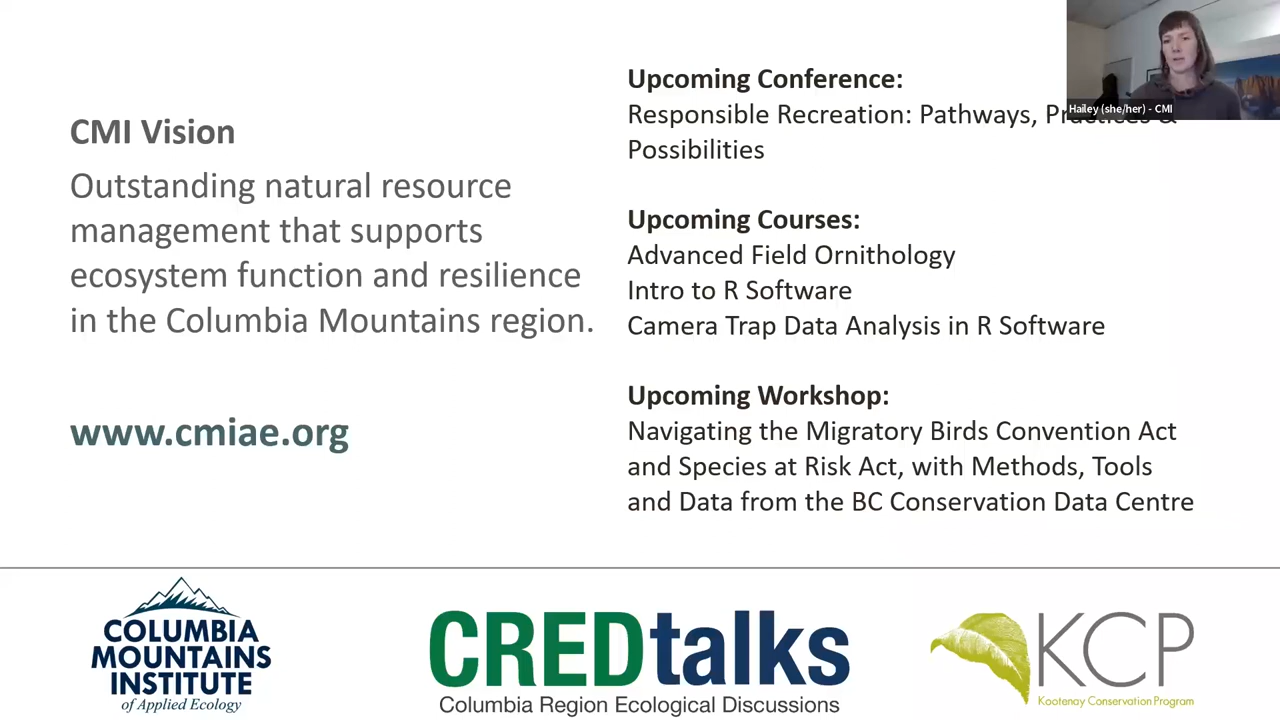 CMI Vision
Outstanding natural resource
management that supports
ecosystem function and resilience
in the Columbia Mountains region.
www.cmiae.org
Upcoming Conference:
Responsible Recreation: Pathways, Practices &
Possibilities
Upcoming Courses:
Advanced Field Ornithology
Intro to R Software
Camera Trap Data Analysis in R Software
Upcoming Workshop:
Navigating the Migratory Birds Convention Act
and Species at Risk Act, with Methods, Tools
and Data from the BC Conservation Data Centre
Hailey (she/her) - CMI
COLUMBIA
MOUNTAINS
INSTITUTE
of Applied Ecology
CREDtalks
Columbia Region Ecological Discussions
KCP
Kootenay Conservation Program